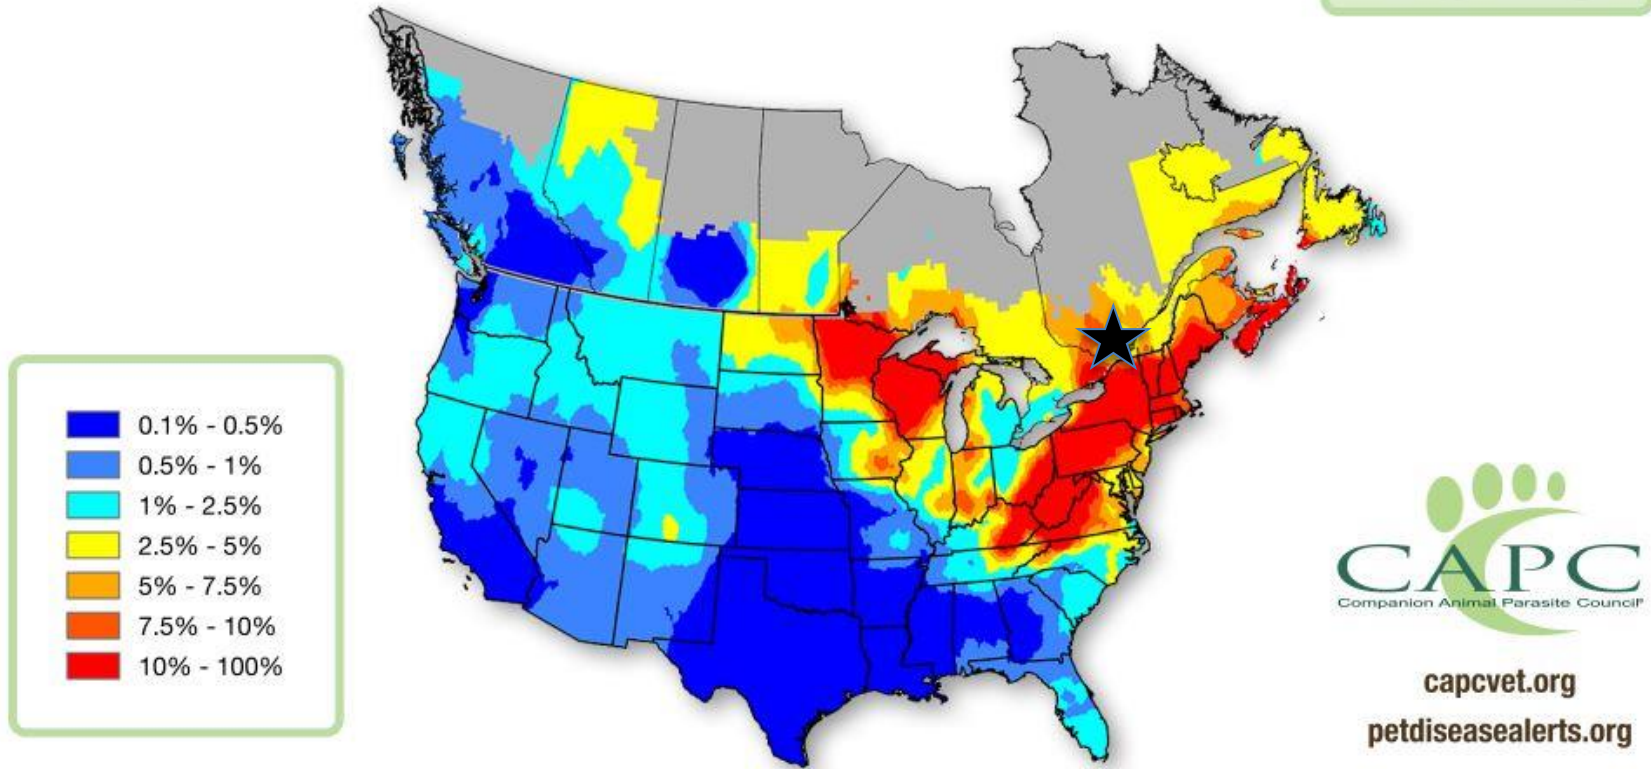 0.1% - 0.5%
0.5% - 1%
1% - 2.5%
2.5% - 5%
5% - 7.5%
7.5% - 10%
10% - 100%
CAPC
Companion Animal Parasite Council®
capcvet.org
petdiseasealerts.org